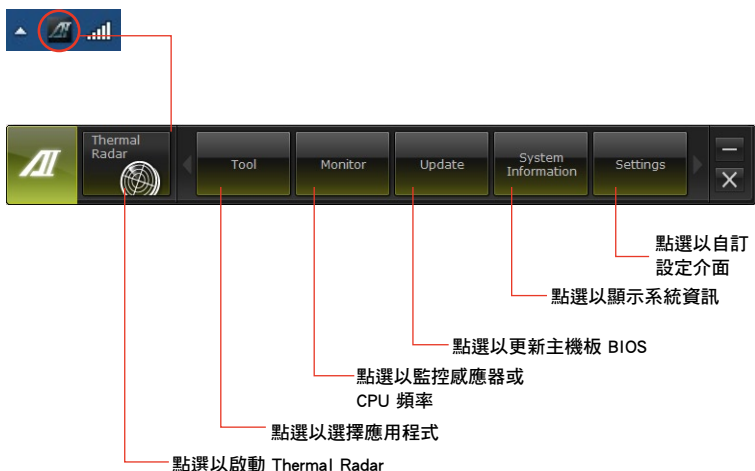 Thermal
Radar
Tool
Monitor
Update
System
Information
Settings
點選以自訂
設定介面
點選以顯示系統資訊
點選以更新主機板 BIOS
點選以監控感應器或
CPU 頻率
點選以選擇應用程式
點選以啟動 Thermal Radar